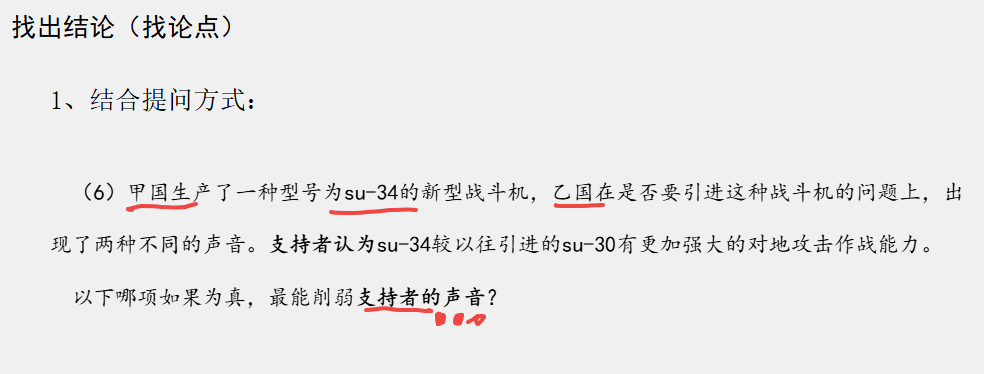 找出结论（找论点）
1、结合提问方式：
（6）甲国生产了一种型号为su-34的新型战斗机，乙国在是否要引进这种战斗机的问题上，出
现了两种不同的声音。支持者认为su-34较以往引进的su-30有更加强大的对地攻击作战能力。
以下哪项如果为真，最能削弱支持者的声音？